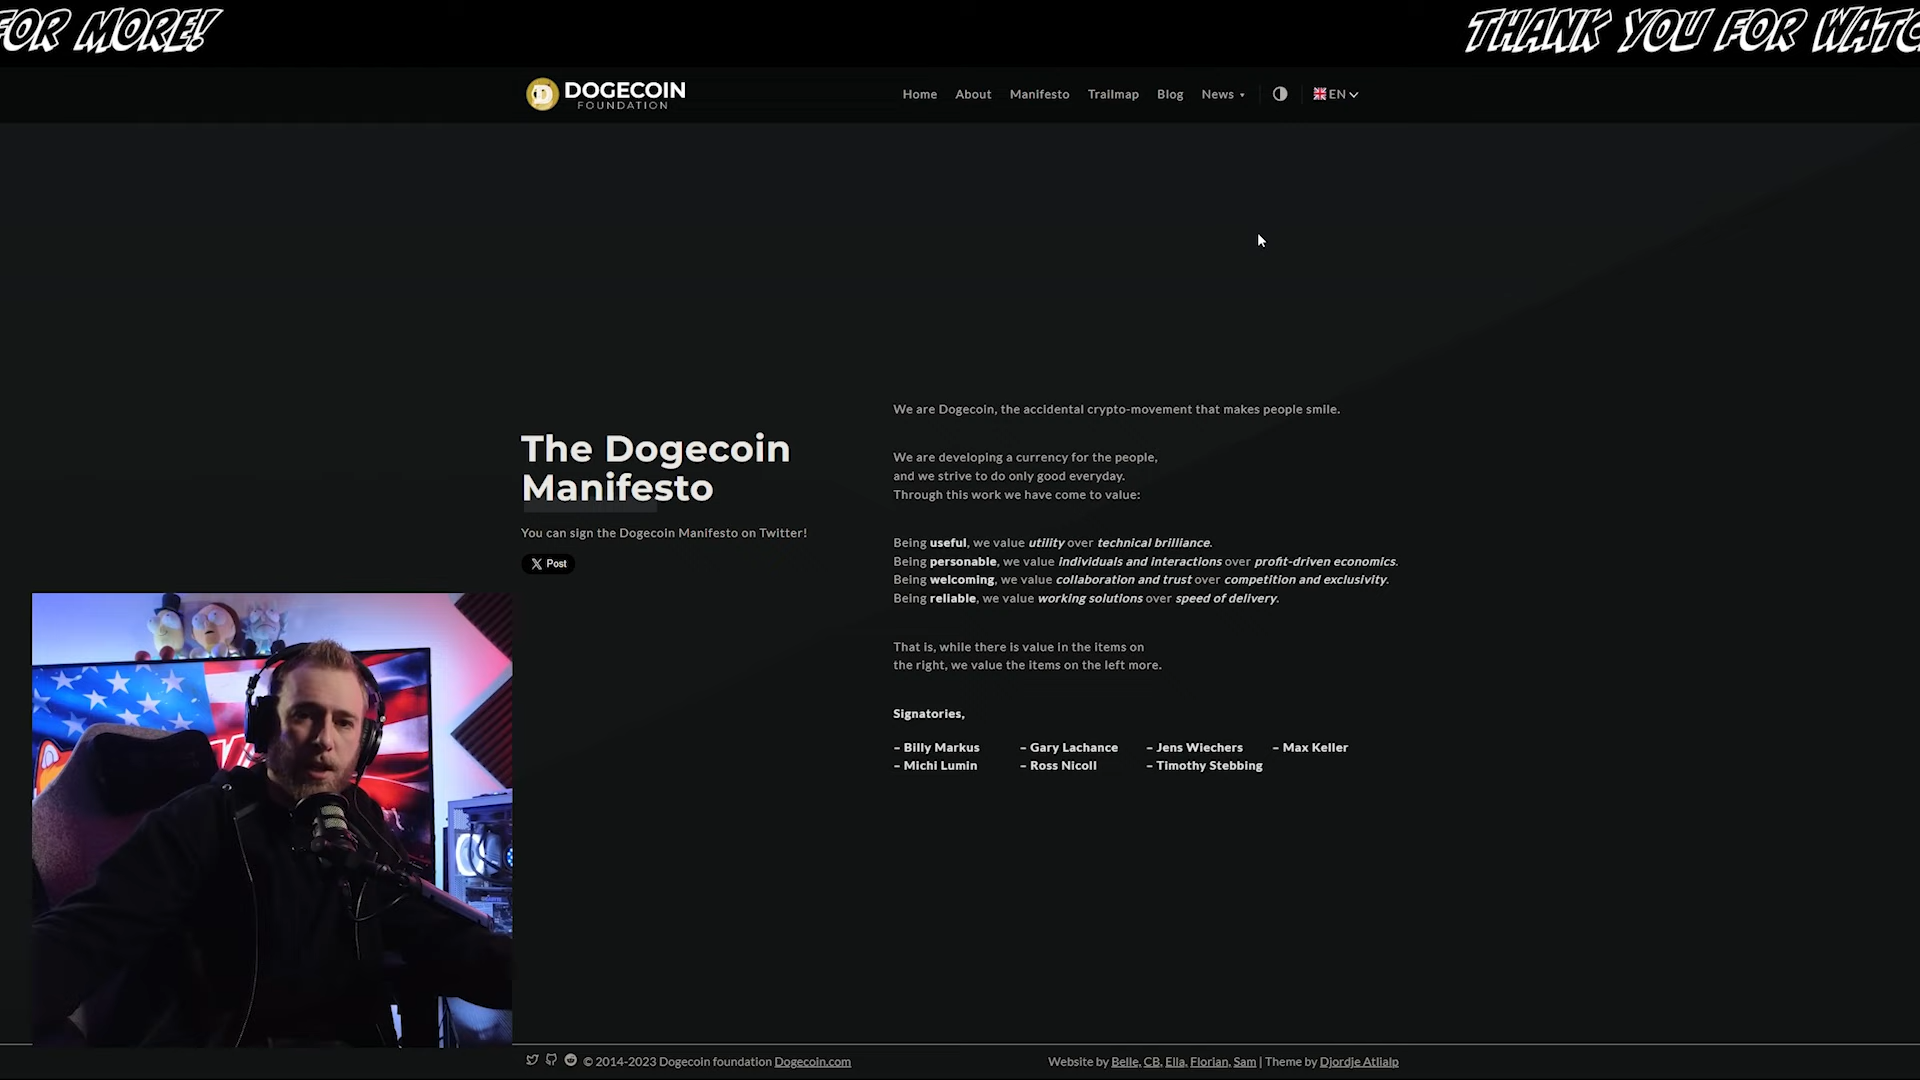 FOR MORE!
THANK YOU FOR WATC
DOGECOIN
FOUNDATION
Home About Manifesto Trailmap Blog News EN
The Dogecoin
Manifesto
You can sign the Dogecoin Manifesto on Twitter!
X Post
We are Dogecoin, the accidental crypto-movement that makes people smile.
We are developing a currency for the people,
and we strive to do only good everyday.
Through this work we have come to value:
Being useful, we value utility over technical brilliance.
Being personable, we value individuals and interactions over profit-driven economics.
Being welcoming, we value collaboration and trust over competition and exclusivity.
Being reliable, we value working solutions over speed of delivery.
That is, while there is value in the items on
the right, we value the items on the left more.
Signatories,
– Billy Markus – Gary Lachance – Jens Wiechers – Max Keller
– Michi Lumin – Ross Nicoll – Timothy Stebbing
© 2014-2023 Dogecoin foundation Dogecoin.com
Website by Belle, CB, Ella, Florian, Sam | Theme by Djordje Atlialp